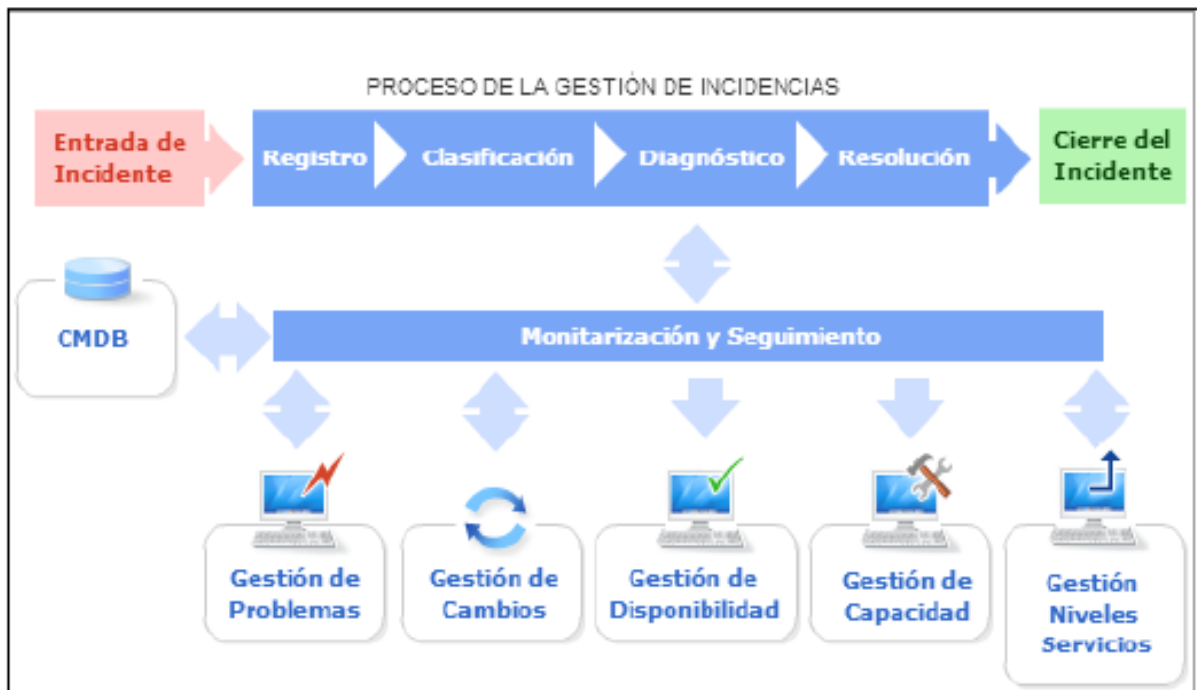 PROCESO DE LA GESTIÓN DE INCIDENCIAS
Entrada de
Incidente
Registro
Clasificación
Diagnóstico
Resolución
Cierre del
Incidente
CMDB
Monitarización y Seguimiento
Gestión de
Problemas
Gestión de
Cambios
Gestión de
Disponibilidad
Gestión de
Capacidad
Gestión
Niveles
Servicios